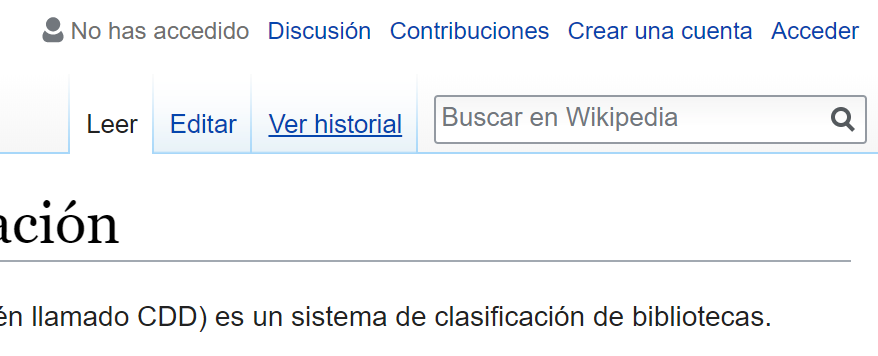 No has accedido Discusión Contribuciones Crear una cuenta Acceder
Leer Editar Ver historial Buscar en Wikipedia
ación
én llamado CDD) es un sistema de clasificación de bibliotecas.